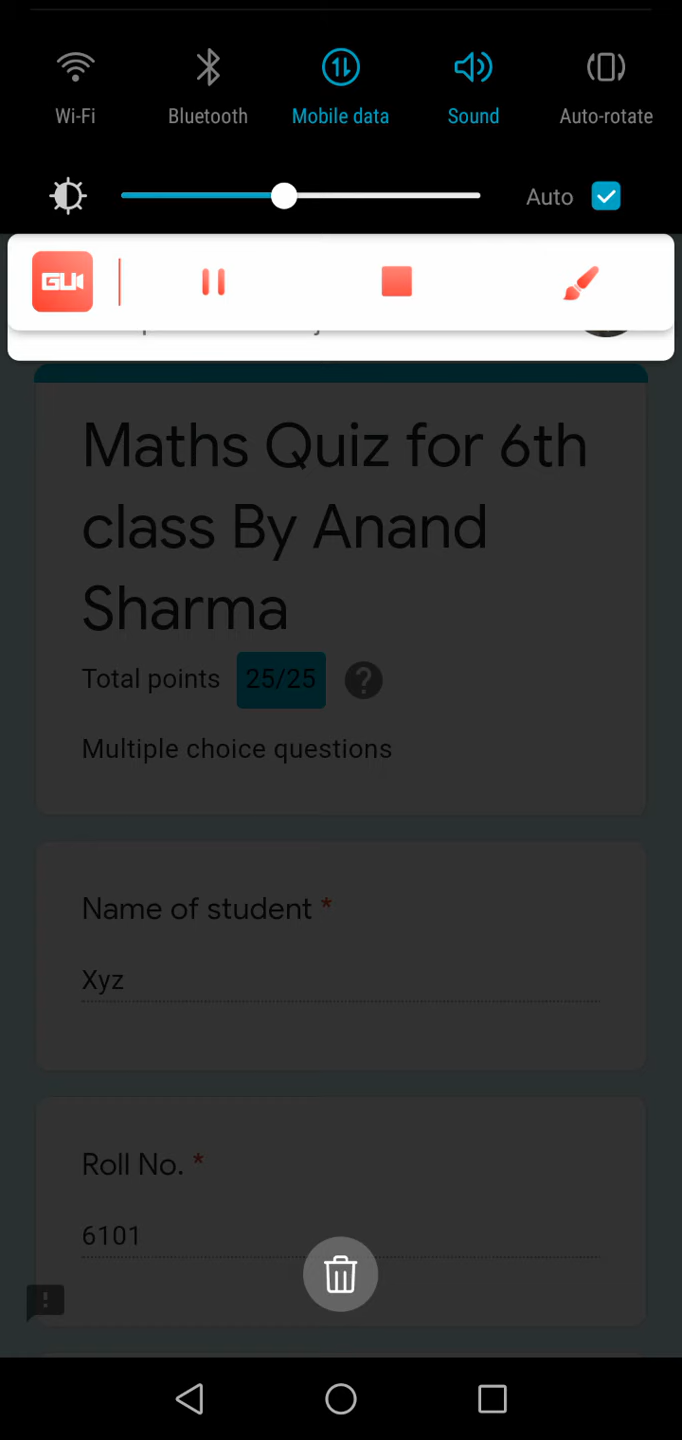 Wi-Fi Bluetooth Mobile data Sound Auto-rotate
Auto
GU
Maths Quiz for 6th
class By Anand
Sharma
Total points 25/25 ?
Multiple choice questions
Name of student *
Xyz
Roll No. *
6101